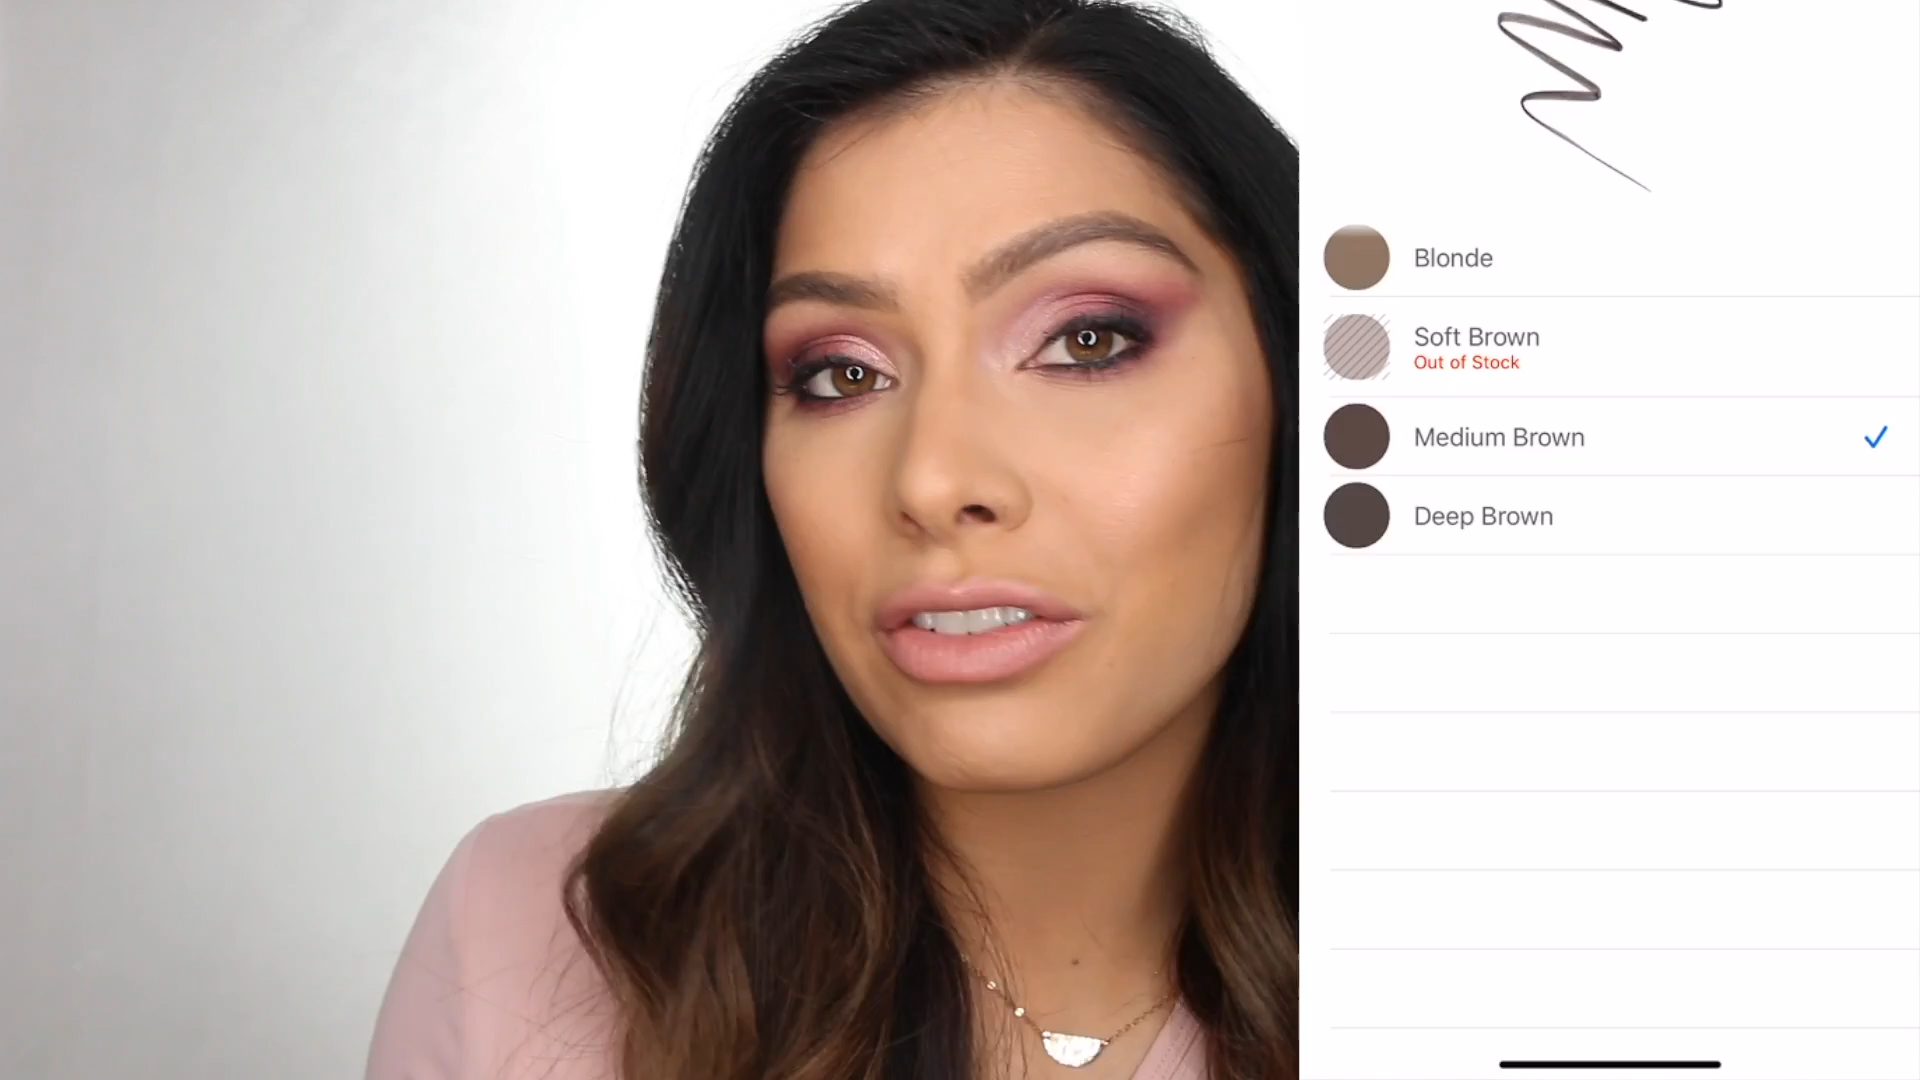 Blonde
Soft Brown
Out of Stock
Medium Brown
Deep Brown